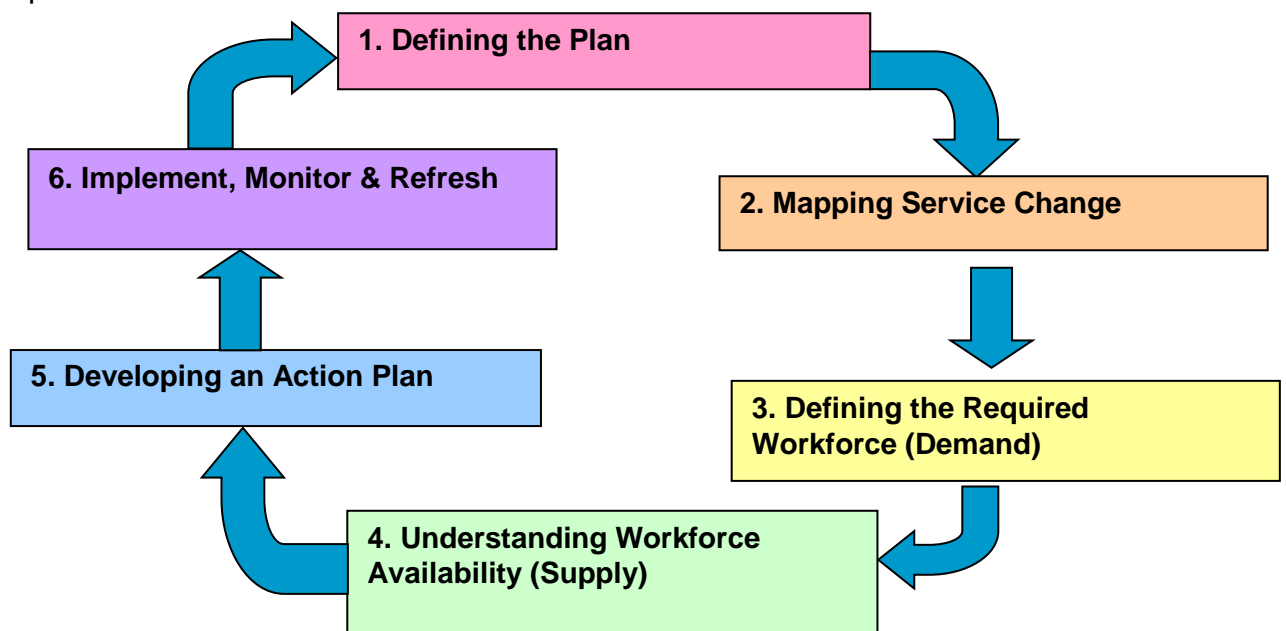 1. Defining the Plan
2. Mapping Service Change
3. Defining the Required
Workforce (Demand)
4. Understanding Workforce
Availability (Supply)
5. Developing an Action Plan
6. Implement, Monitor & Refresh